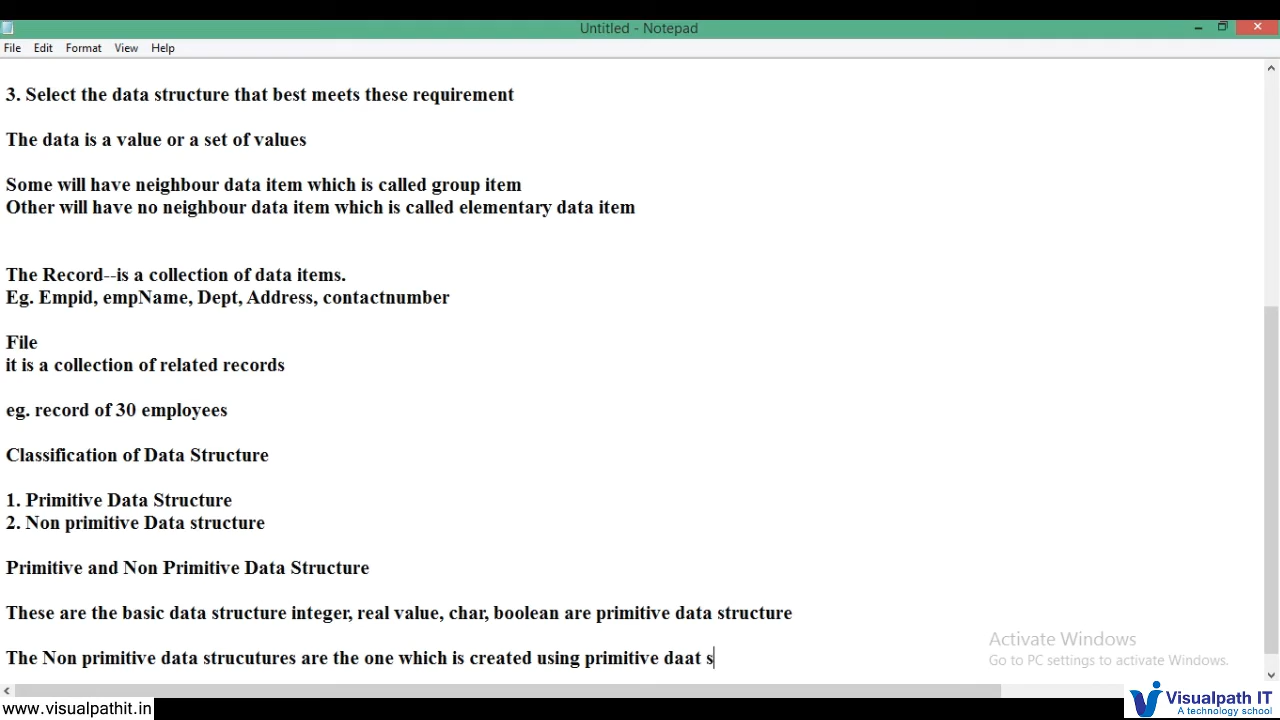 Untitled - Notepad
File Edit Format View Help
3. Select the data structure that best meets these requirement
The data is a value or a set of values
Some will have neighbour data item which is called group item
Other will have no neighbour data item which is called elementary data item
The Record--is a collection of data items.
Eg. Empid, empName, Dept, Address, contactnumber
File
it is a collection of related records
eg. record of 30 employees
Classification of Data Structure
1. Primitive Data Structure
2. Non primitive Data structure
Primitive and Non Primitive Data Structure
These are the basic data structure integer, real value, char, boolean are primitive data structure
The Non primitive data strucutures are the one which is created using primitive daat s
Activate Windows
Go to PC settings to activate Windows.
www.visualpathit.in
Visualpath IT
A technology school